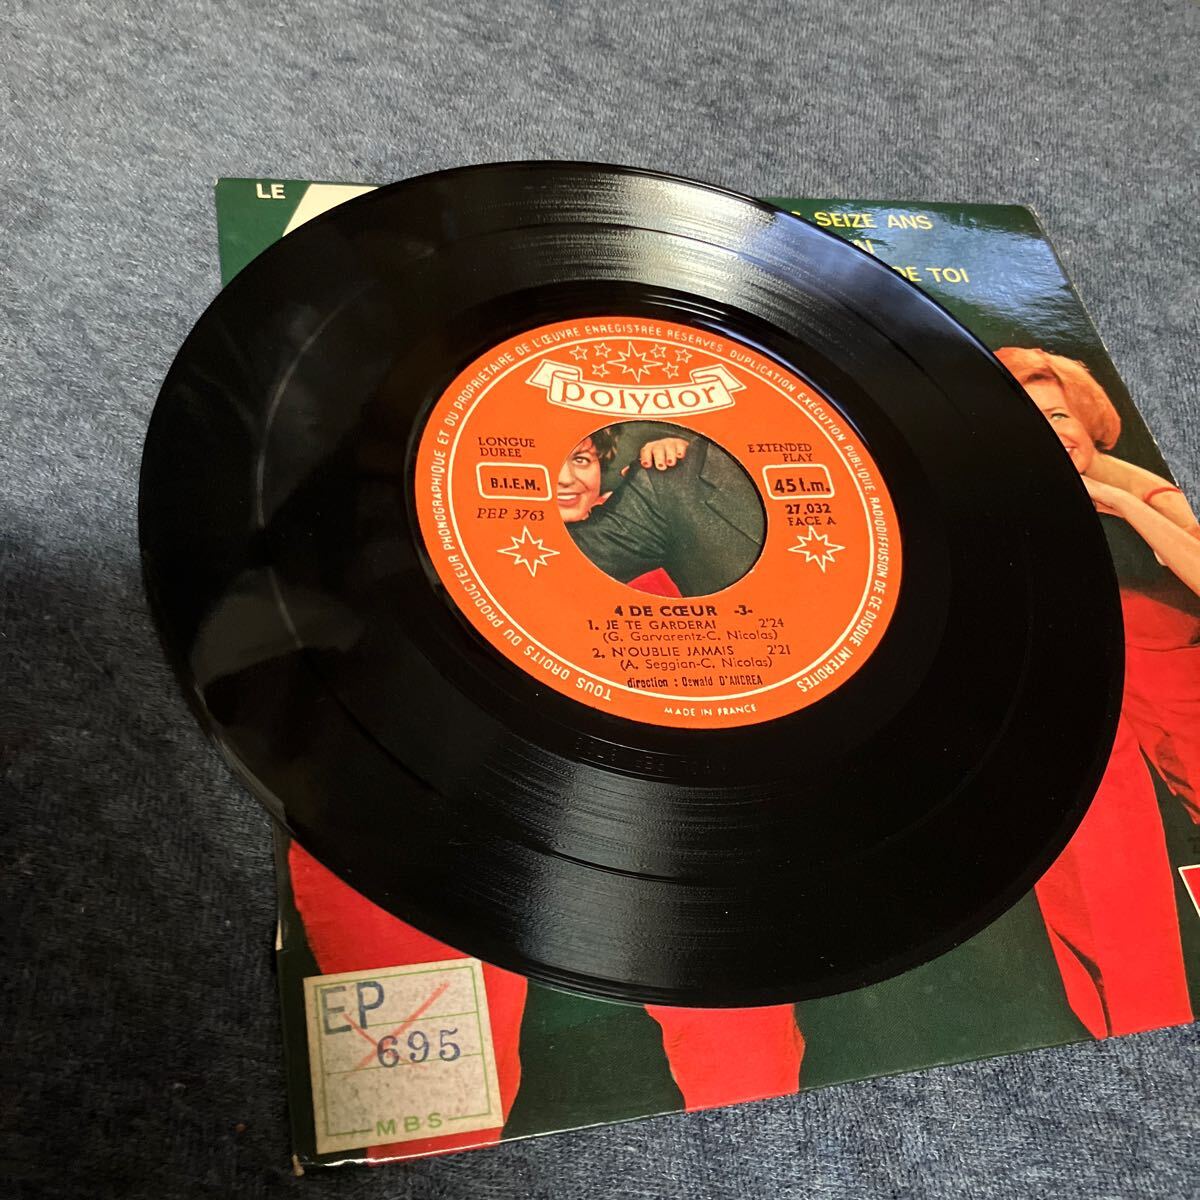 LE
SEIZE ANS
DE TOI
TOUS DROITS DU PRODUCTEUR PHONOGRAPHIQUE ET DU PROPRIETAIRE DE L'ŒUVRE ENREGISTRÉE RÉSERVÉS DUPLICATION EXÉCUTION PUBLIQUE, RADIODIFFUSION DE CE DISQUE INTERDITES
polydor
LONGUE DURÉE
EXTENDED PLAY
B.I.E.M.
45 t.m.
PEP 3763
27.032
FACE A
4 DE CŒUR -3-
1. JE TE GARDERAI 2'24
(G. Garvarentz-C. Nicolas)
2. N'OUBLIE JAMAIS 2'21
(A. Seggian-C. Nicolas)
direction : Oswald D'ANDREA
MADE IN FRANCE
EP
695
MBS